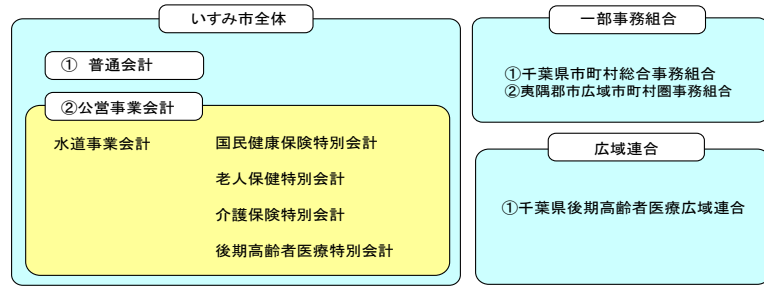 いすみ市全体
① 普通会計
②公営事業会計
水道事業会計
国民健康保険特別会計
老人保健特別会計
介護保険特別会計
後期高齢者医療特別会計
一部事務組合
①千葉県市町村総合事務組合
②夷隅郡市広域市町村圏事務組合
広域連合
①千葉県後期高齢者医療広域連合